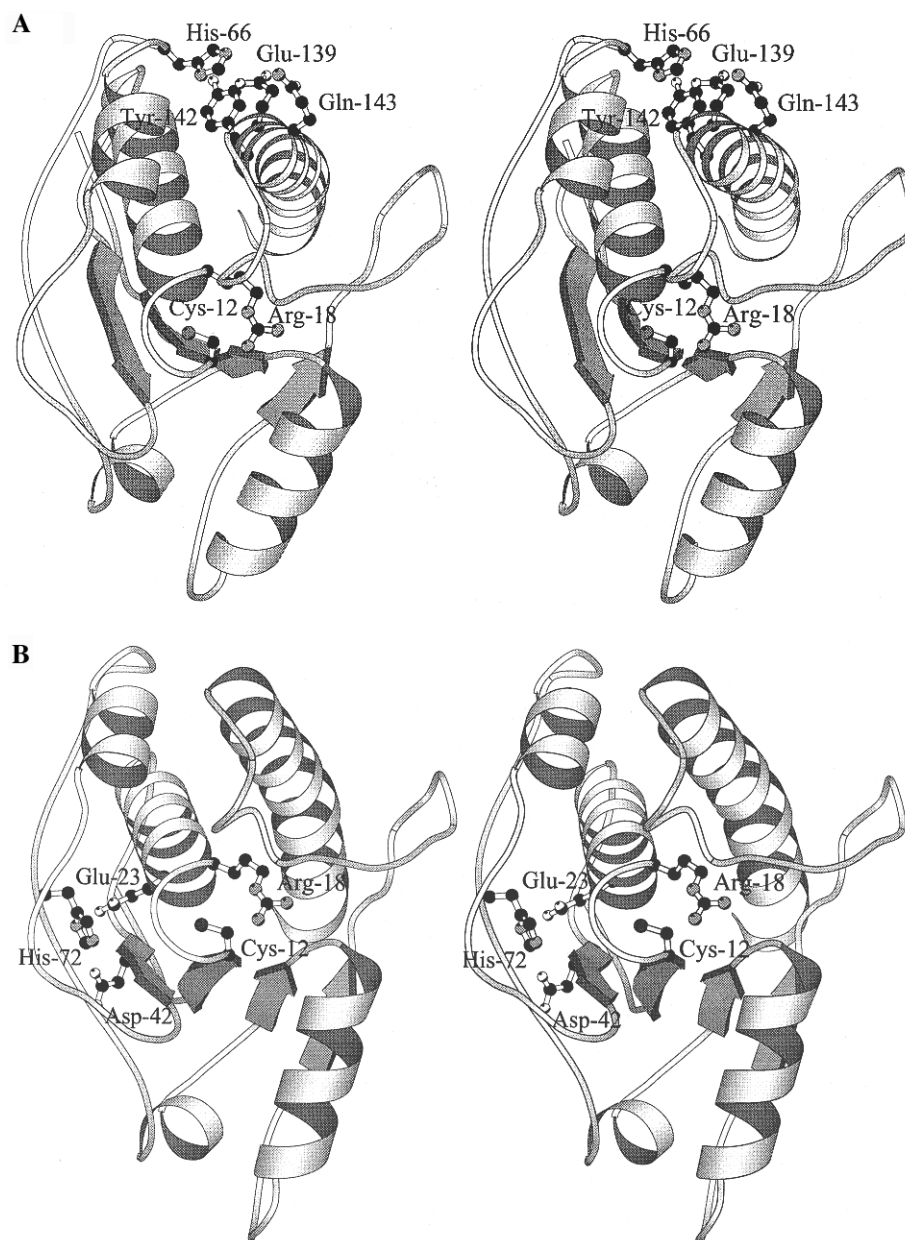 A
His-66
Glu-139
Gln-143
Tyr-142
Cys-12
Arg-18
His-66
Glu-139
Gln-143
Tyr-142
Cys-12
Arg-18
B
Glu-23
Arg-18
His-72
Cys-12
Asp-42
Glu-23
Arg-18
His-72
Cys-12
Asp-42